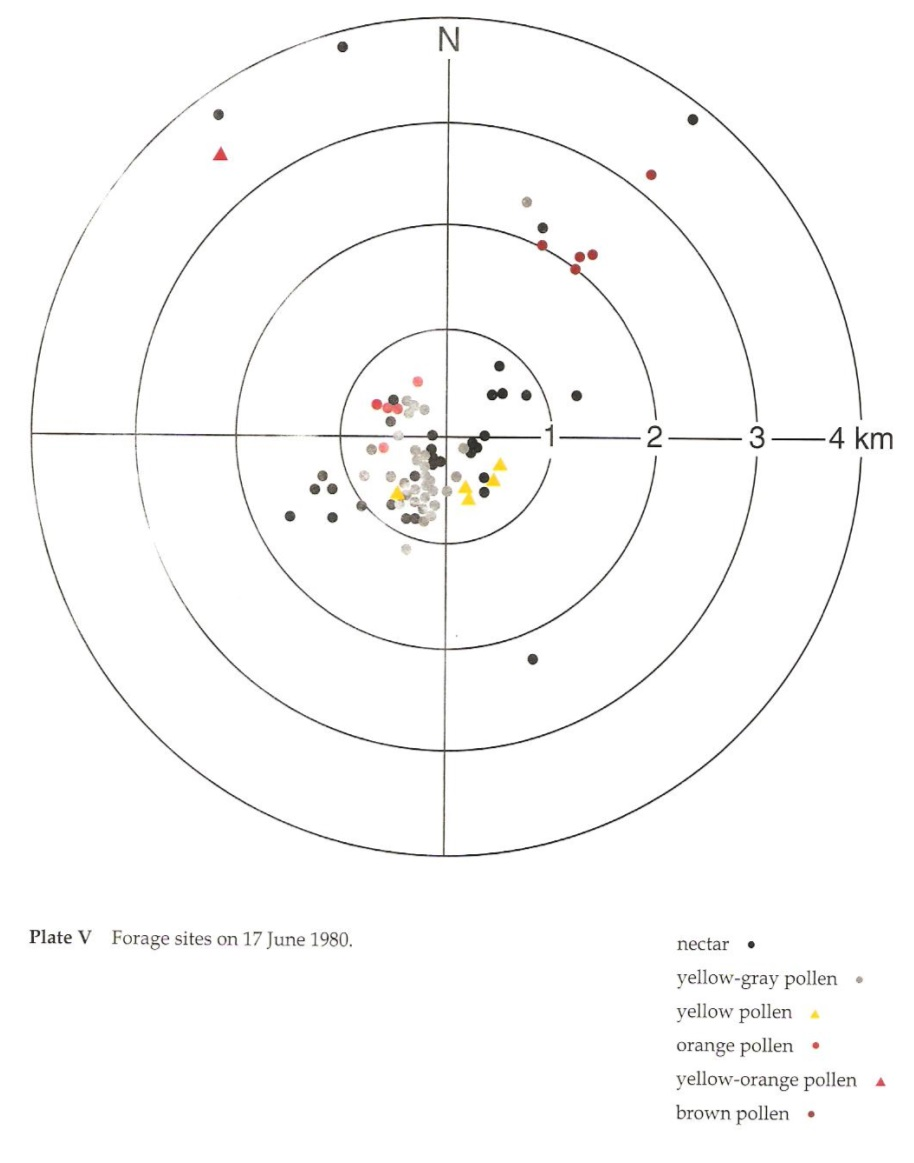 N
1 2 3 4 km
Plate V Forage sites on 17 June 1980.
nectar
yellow-gray pollen
yellow pollen
orange pollen
yellow-orange pollen
brown pollen